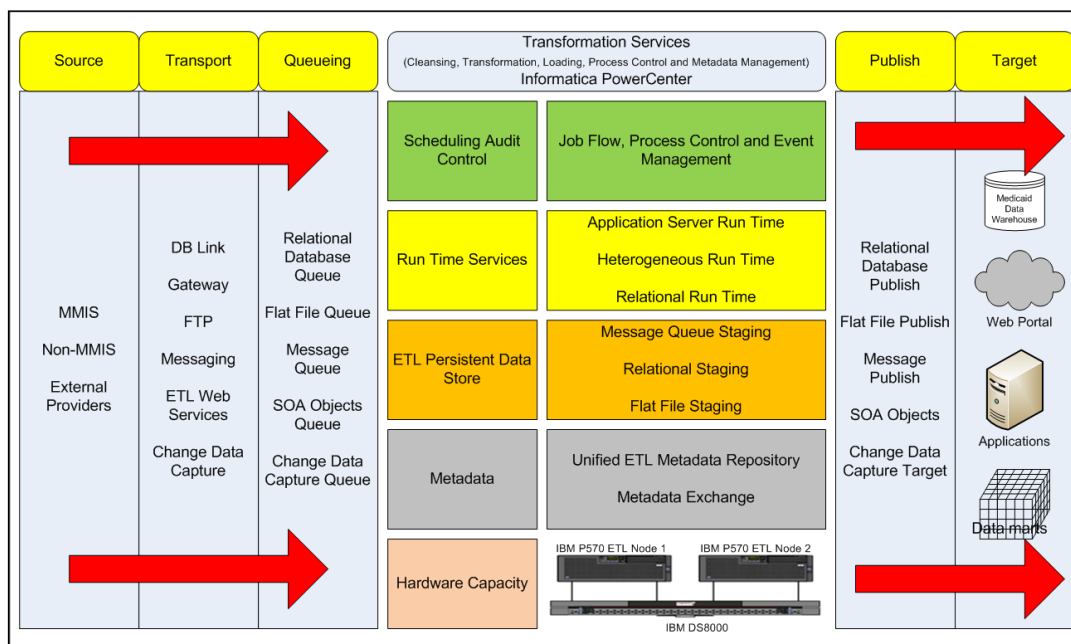 Source
Transport
Queueing
Transformation Services
(Cleansing, Transformation, Loading, Process Control and Metadata Management)
Informatica PowerCenter
Publish
Target
MMIS
Non-MMIS
External
Providers
DB Link
Gateway
FTP
Messaging
ETL Web
Services
Change Data
Capture
Relational
Database
Queue
Flat File Queue
Message
Queue
SOA Objects
Queue
Change Data
Capture Queue
Scheduling Audit
Control
Job Flow, Process Control and Event
Management
Run Time Services
Application Server Run Time
Heterogeneous Run Time
Relational Run Time
ETL Persistent Data
Store
Message Queue Staging
Relational Staging
Flat File Staging
Metadata
Unified ETL Metadata Repository
Metadata Exchange
Hardware Capacity
IBM P570 ETL Node 1
IBM P570 ETL Node 2
IBM DS8000
Relational
Database
Publish
Flat File Publish
Message
Publish
SOA Objects
Change Data
Capture Target
Medicaid
Data
Warehouse
Web Portal
Applications
Data marts